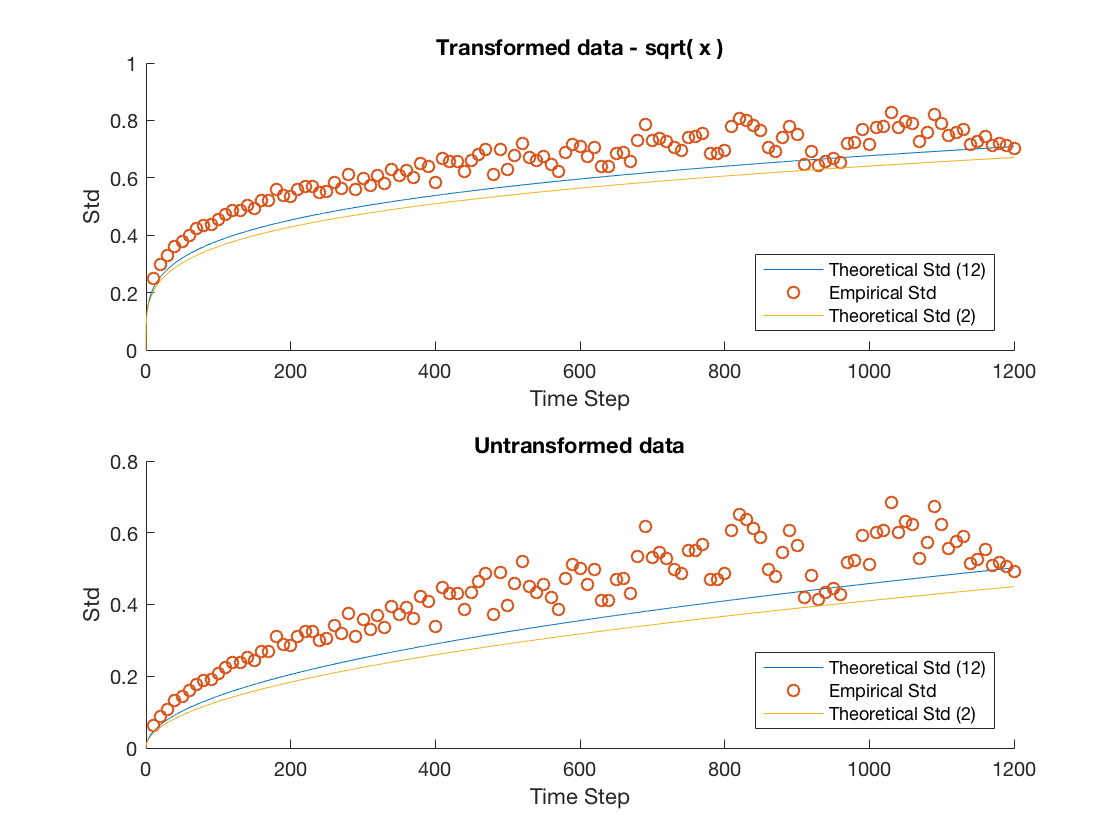 Transformed data - sqrt( x )
1
0.8
0.6
0.4
0.2
0
Std
0 200 400 600 800 1000 1200
Time Step
Theoretical Std (12)
Empirical Std
Theoretical Std (2)
Untransformed data
0.8
0.6
0.4
0.2
0
Std
0 200 400 600 800 1000 1200
Time Step
Theoretical Std (12)
Empirical Std
Theoretical Std (2)